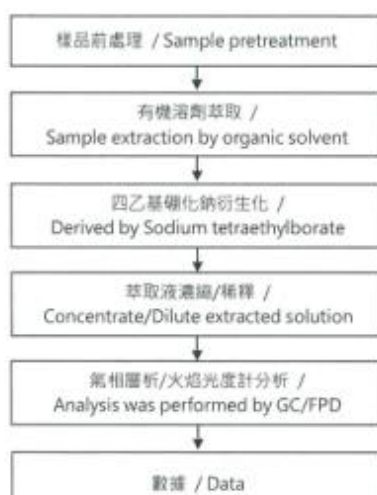 樣品前處理 / Sample pretreatment
有機溶劑萃取 /
Sample extraction by organic solvent
四乙基硼化鈉衍生化 /
Derived by Sodium tetraethylborate
萃取液濃縮/稀釋 /
Concentrate/Dilute extracted solution
氣相層析/火焰光度計分析 /
Analysis was performed by GC/FPD
數據 / Data